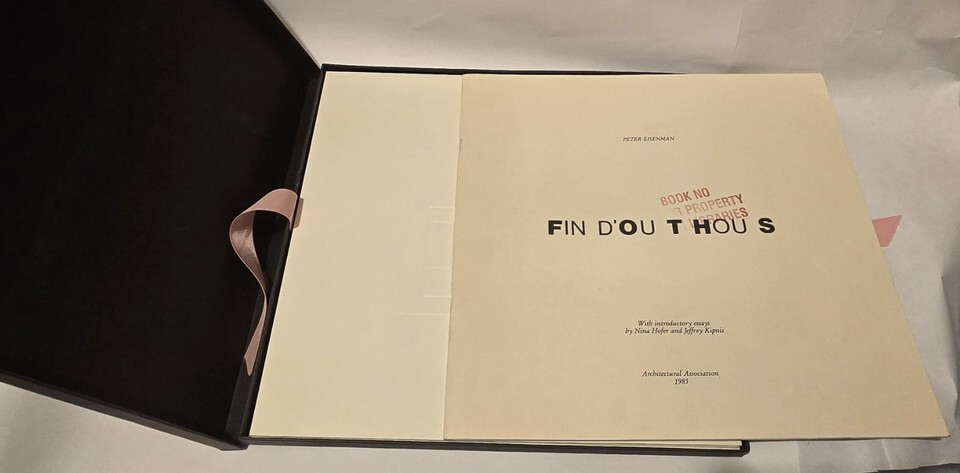 PETER EISENMAN
BOOK NO
PROPERTY
LIBRARIES
FIN D'OU T HOU S
With introductory essays
by Nina Hofer and Jeffrey Kipnis
Architectural Association
1985